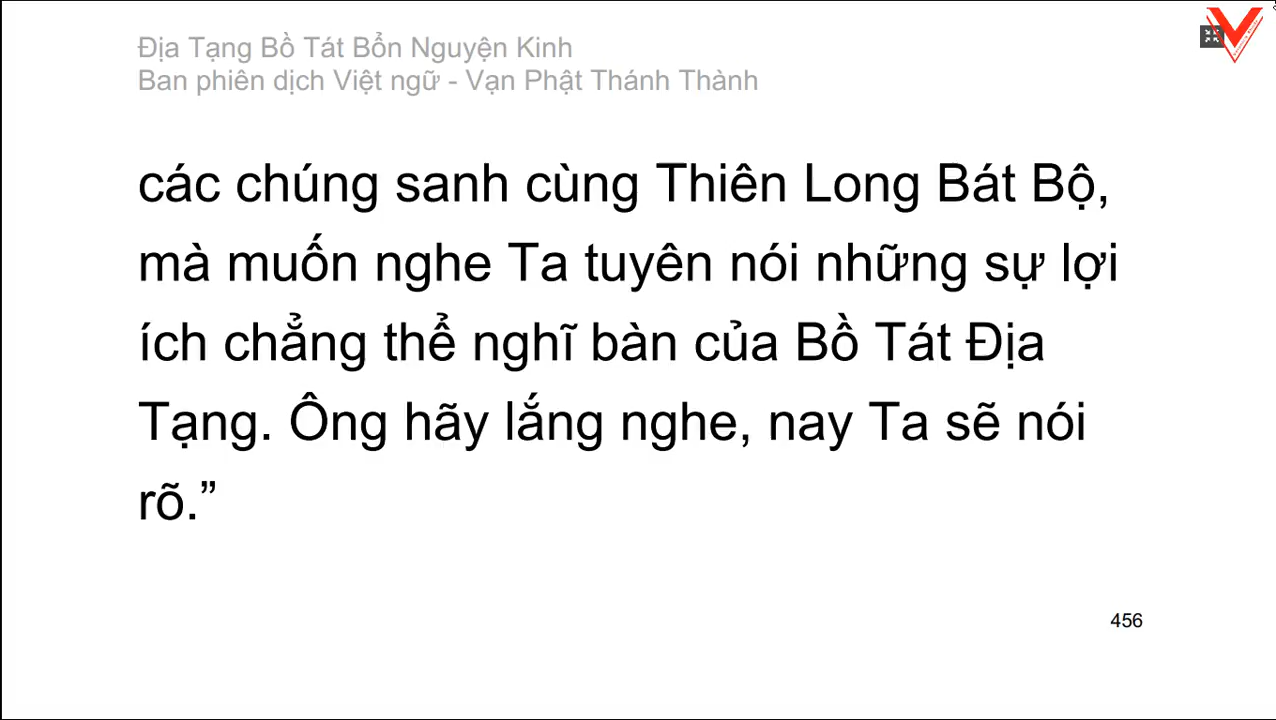 Địa Tạng Bồ Tát Bổn Nguyện Kinh
Ban phiên dịch Việt ngữ - Vạn Phật Thánh Thành
các chúng sanh cùng Thiên Long Bát Bộ,
mà muốn nghe Ta tuyên nói những sự lợi
ích chẳng thể nghĩ bàn của Bồ Tát Địa
Tạng. Ông hãy lắng nghe, nay Ta sẽ nói
rõ.”
456